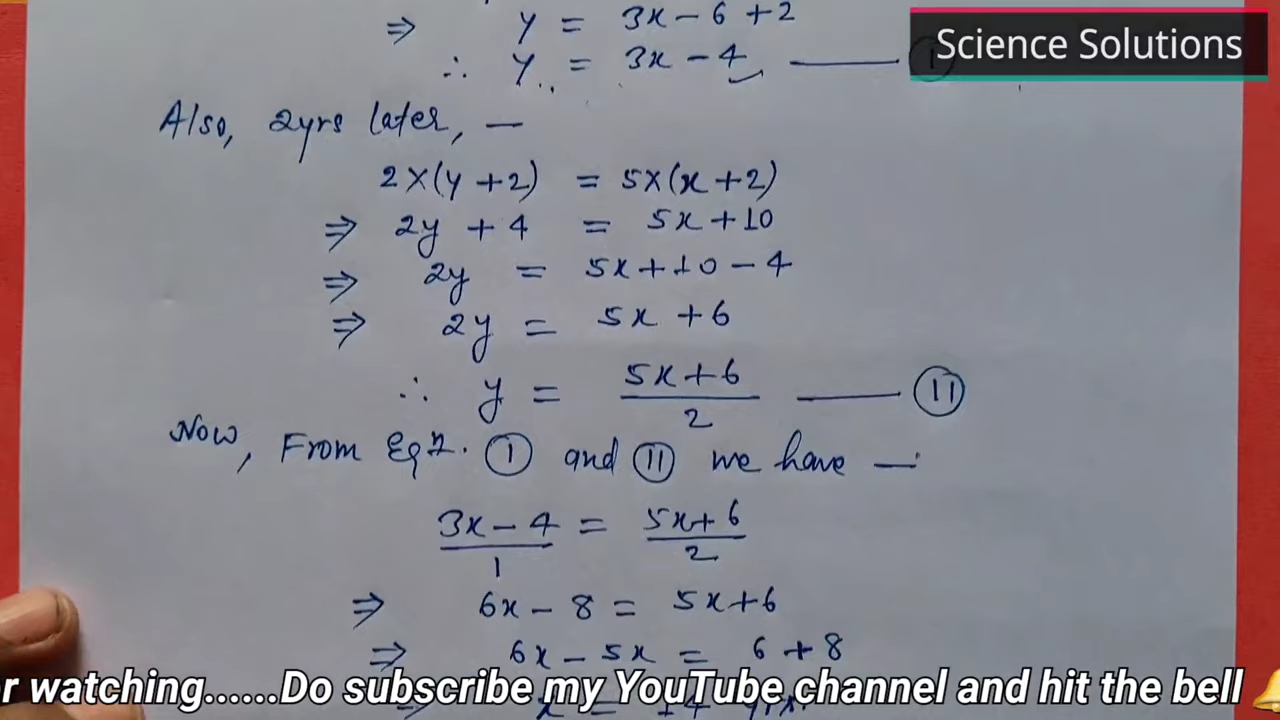 ⇒ y = 3x - 6 + 2
Science Solutions
∴ y = 3x - 4
Also, 2yrs later, —
2×(y+2) = 5×(x+2)
⇒ 2y + 4 = 5x + 10
⇒ 2y = 5x + 10 - 4
⇒ 2y = 5x + 6
∴ y = 5x+6/2 —— II
Now, From Eqn. I and II we have —
3x-4/1 = 5x+6/2
⇒ 6x - 8 = 5x + 6
⇒ 6x - 5x = 6 + 8
watching......Do subscribe my YouTube channel and hit the bell 🔔